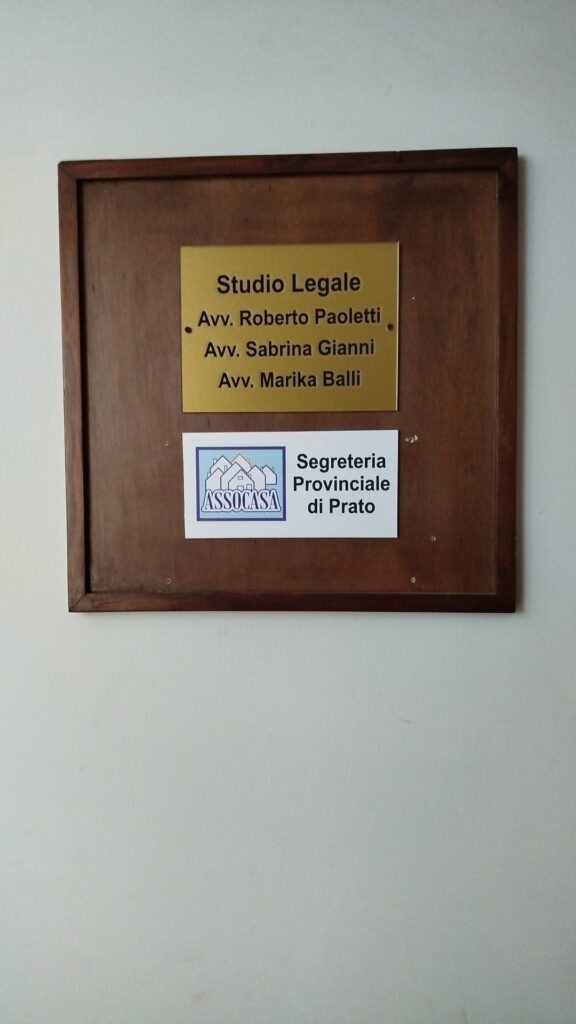 Studio Legale
Avv. Roberto Paoletti
Avv. Sabrina Gianni
Avv. Marika Balli
ASSOCASA
Segreteria
Provinciale
di Prato